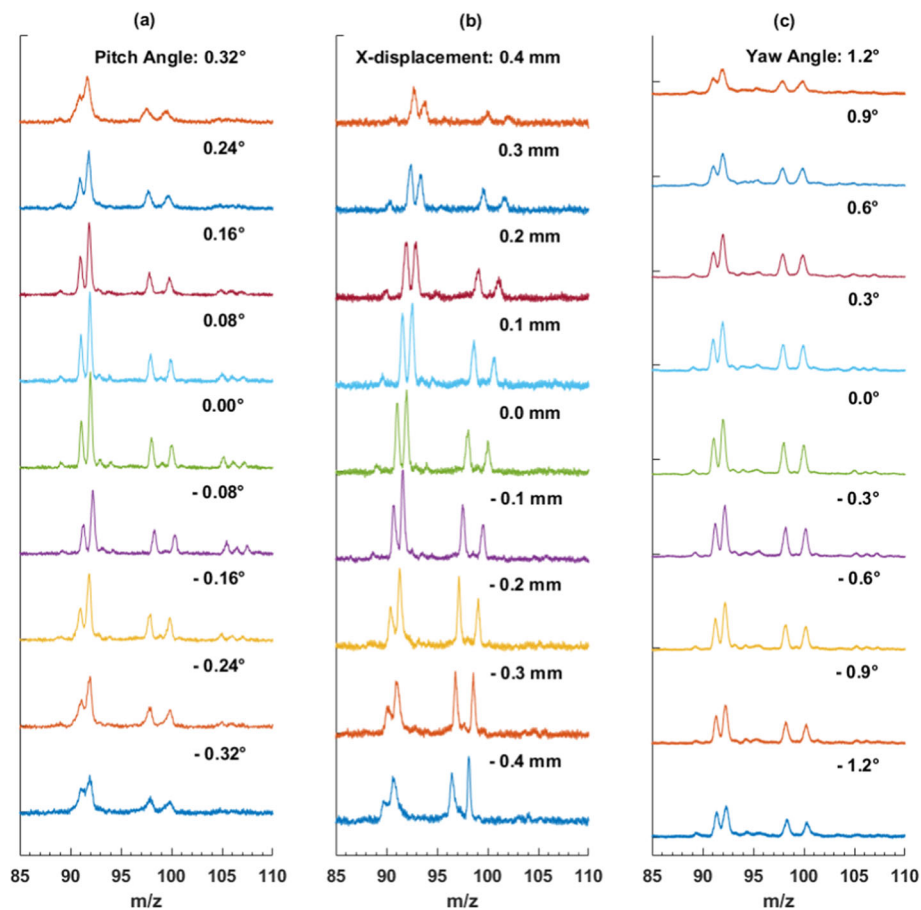 (a)
Pitch Angle: 0.32°
0.24°
0.16°
0.08°
0.00°
- 0.08°
- 0.16°
- 0.24°
- 0.32°
85 90 95 100 105 110
m/z
(b)
X-displacement: 0.4 mm
0.3 mm
0.2 mm
0.1 mm
0.0 mm
- 0.1 mm
- 0.2 mm
- 0.3 mm
- 0.4 mm
85 90 95 100 105 110
m/z
(c)
Yaw Angle: 1.2°
0.9°
0.6°
0.3°
0.0°
- 0.3°
- 0.6°
- 0.9°
- 1.2°
85 90 95 100 105 110
m/z